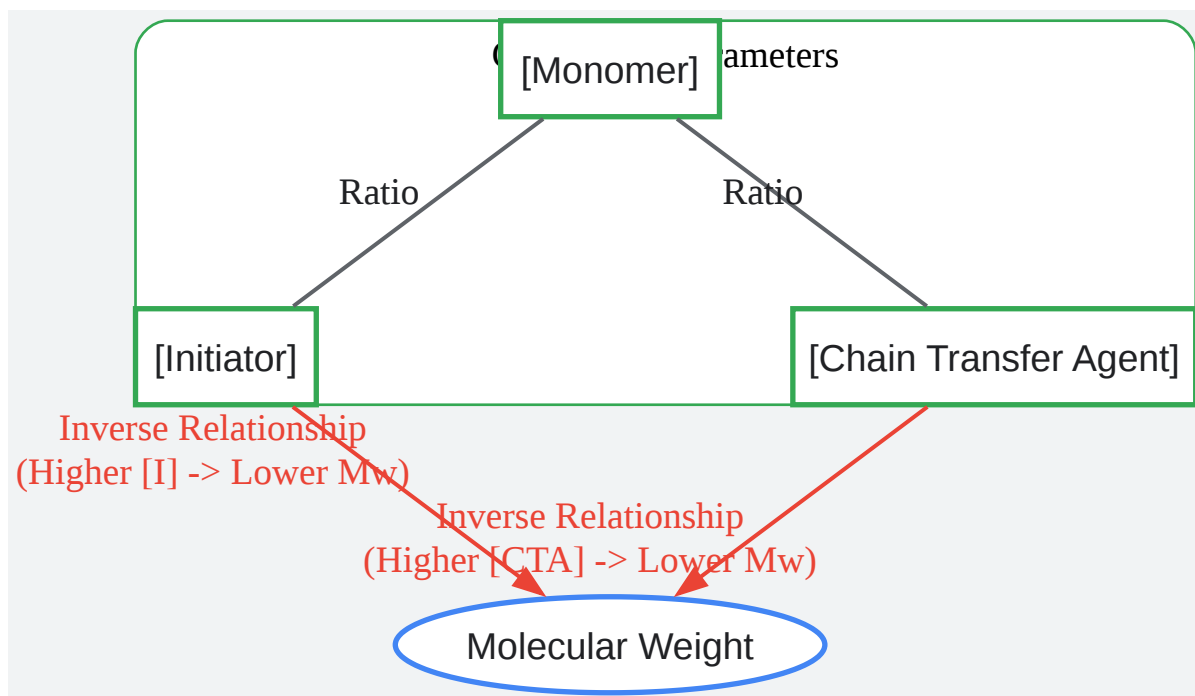 [Monomer]
Ratio
Ratio
[Initiator]
[Chain Transfer Agent]
Inverse Relationship
(Higher [I] -> Lower Mw)
Inverse Relationship
(Higher [CTA] -> Lower Mw)
Molecular Weight